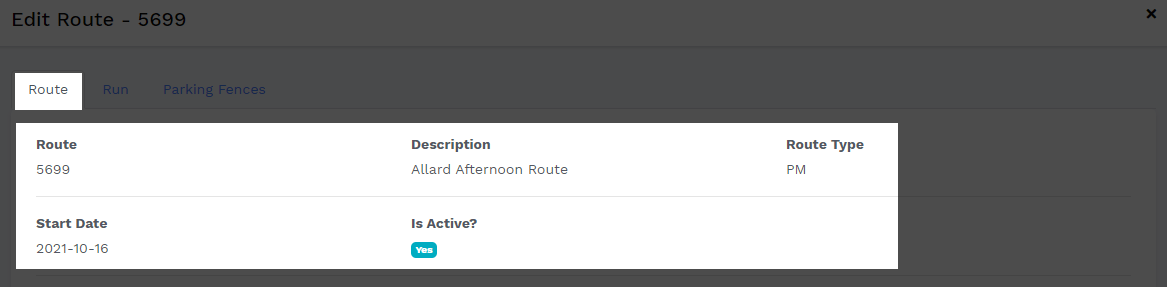 Edit Route - 5699
×
Route Run Parking Fences
Route Description Route Type
5699 Allard Afternoon Route PM
Start Date Is Active?
2021-10-16 Yes